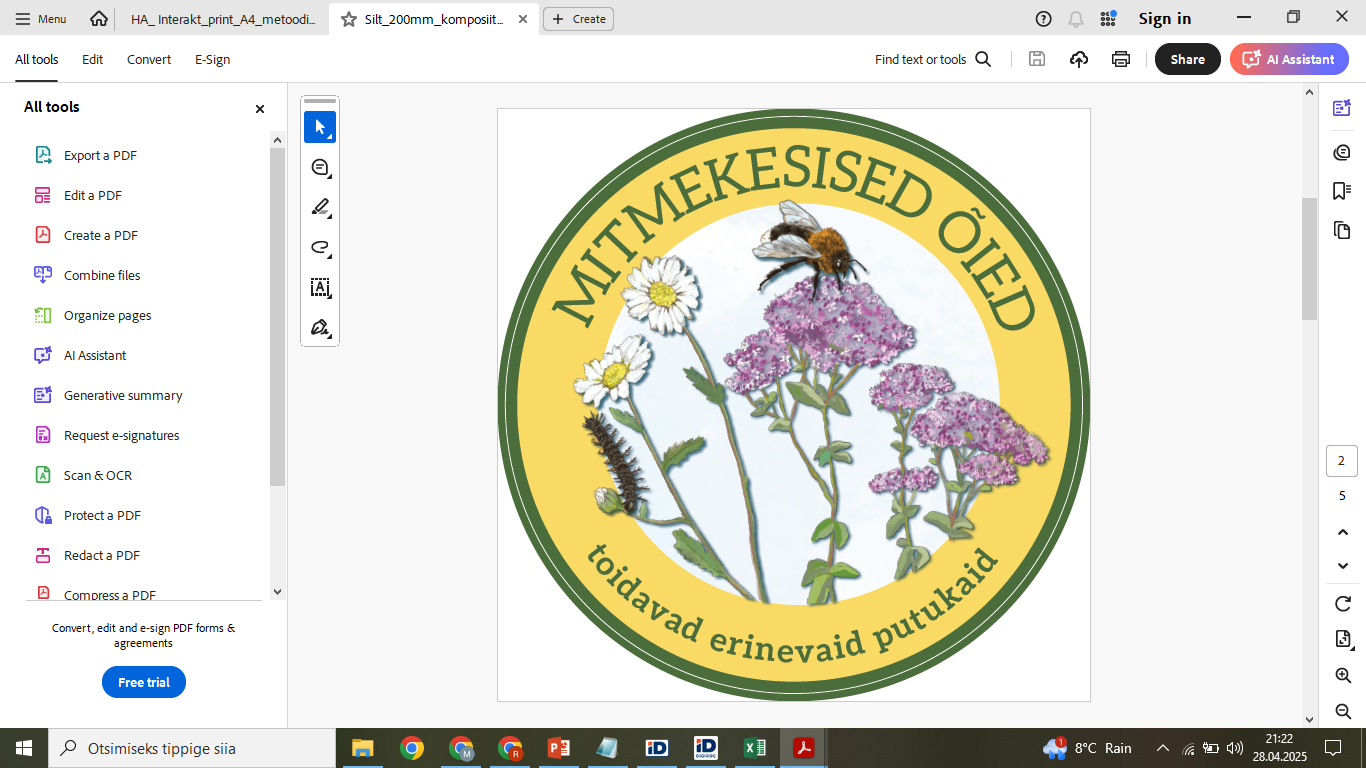 Menu
HA_ Interakt_print_A4_metoodi...
Silt_200mm_komposiit...
Create
Sign in
All tools
Edit
Convert
E-Sign
Find text or tools
Share
AI Assistant
All tools
Export a PDF
Edit a PDF
Create a PDF
Combine files
Organize pages
AI Assistant
Generative summary
Request e-signatures
Scan & OCR
Protect a PDF
Redact a PDF
Compress a PDF
Convert, edit and e-sign PDF forms &
agreements
Free trial
MITMEKESISED ÕIED
toidavad erinevaid putukaid
2
5
Otsimiseks tippige siia
1
8°C Rain
21:22
28.04.2025